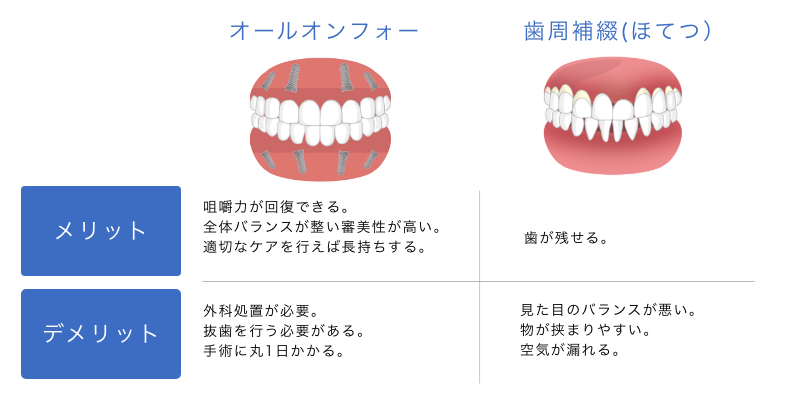 オールオンフォー
歯周補綴(ほてつ）
メリット
咀嚼力が回復できる。
全体バランスが整い審美性が高い。
適切なケアを行えば長持ちする。
歯が残せる。
デメリット
外科処置が必要。
抜歯を行う必要がある。
手術に丸1日かかる。
見た目のバランスが悪い。
物が挟まりやすい。
空気が漏れる。